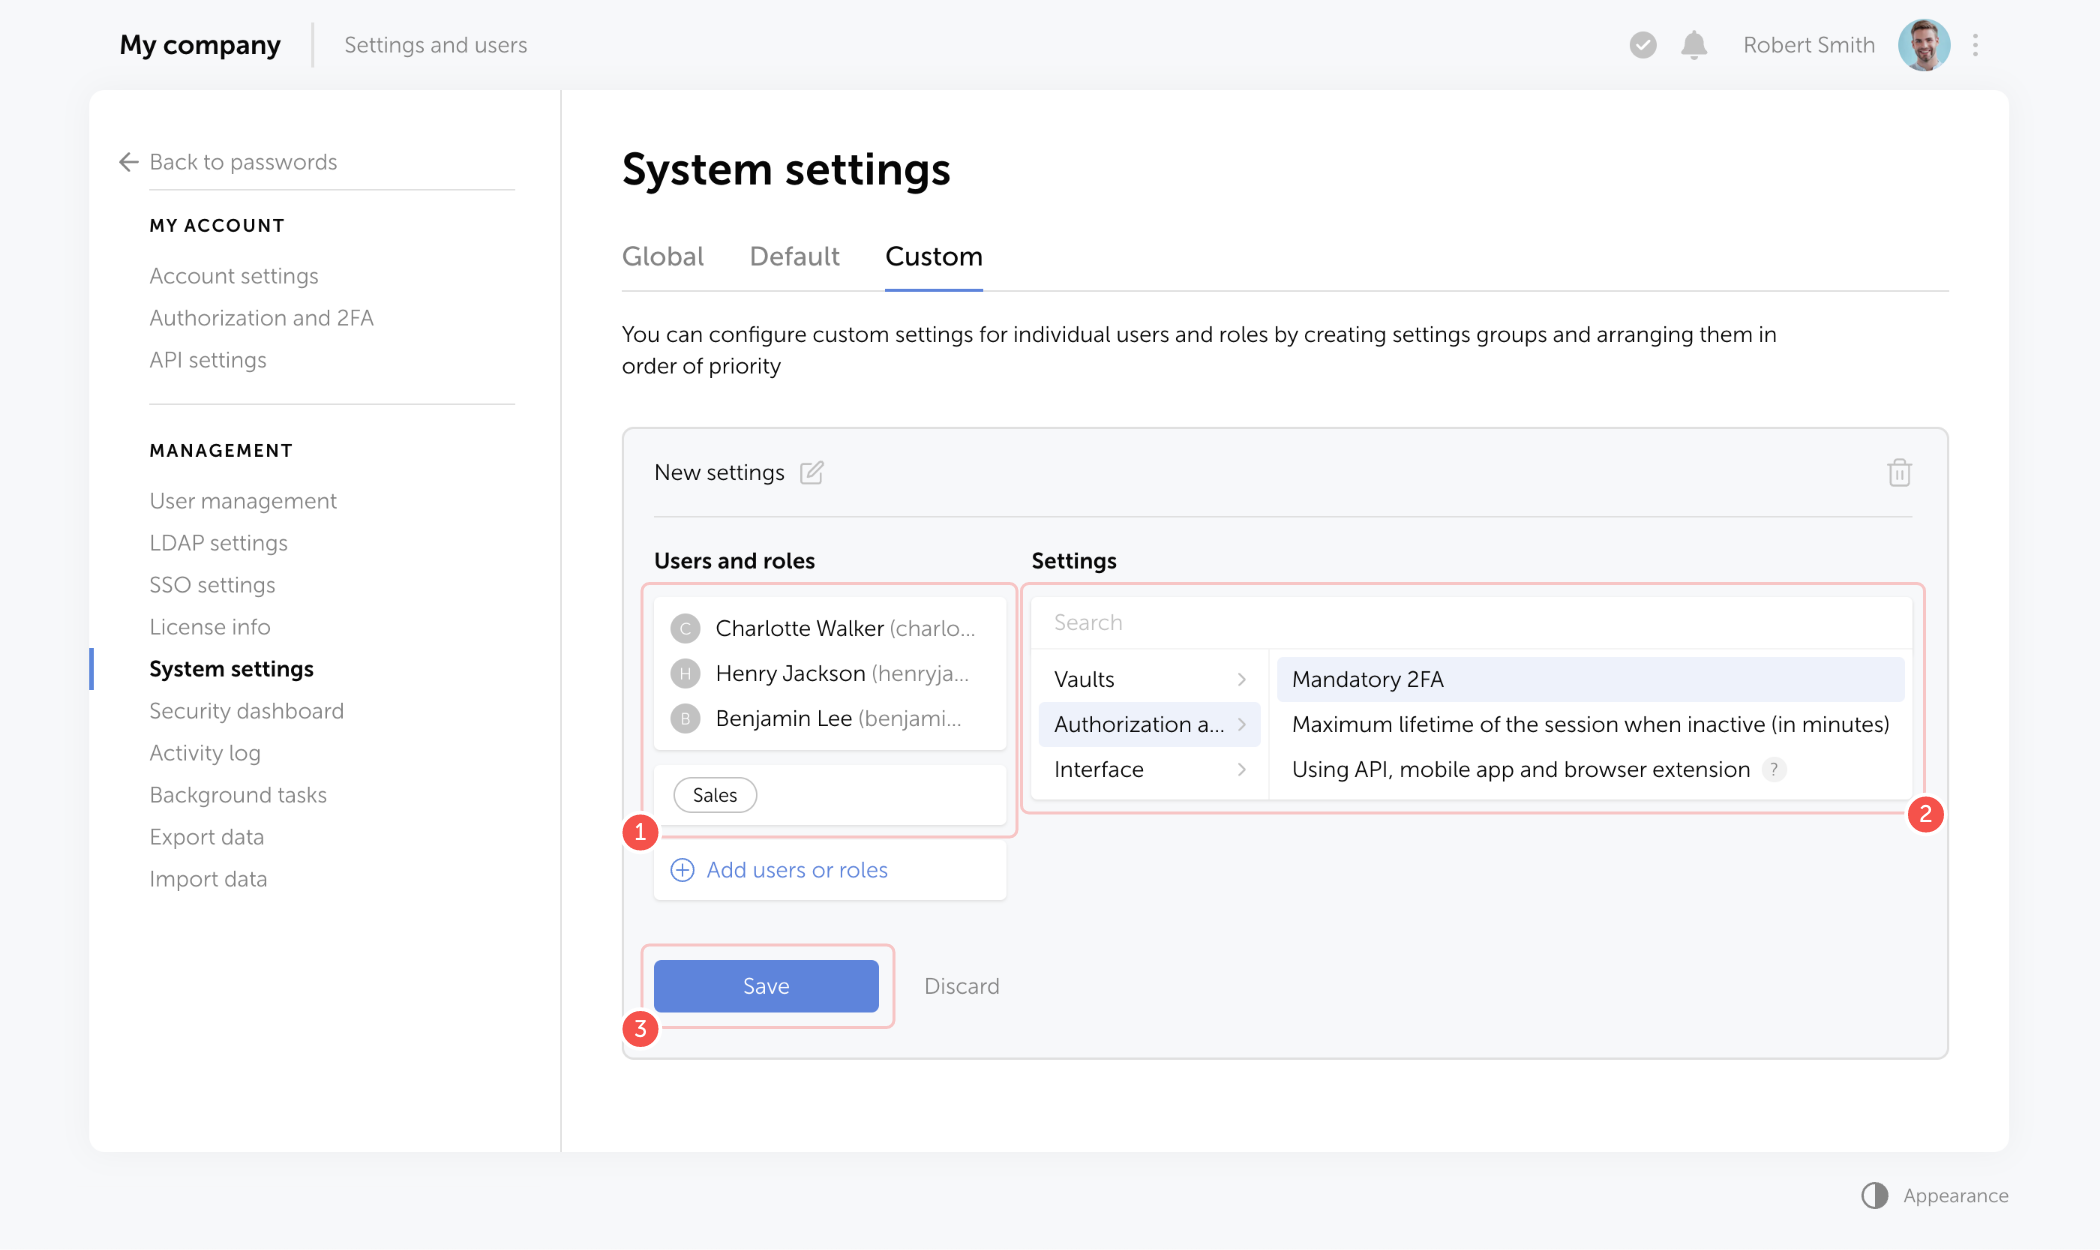 My company
Settings and users
Robert Smith
Back to passwords
MY ACCOUNT
Account settings
Authorization and 2FA
API settings
MANAGEMENT
User management
LDAP settings
SSO settings
License info
System settings
Security dashboard
Activity log
Background tasks
Export data
Import data
System settings
Global Default Custom
You can configure custom settings for individual users and roles by creating settings groups and arranging them in
order of priority
New settings
Users and roles
C Charlotte Walker (charlo...
H Henry Jackson (henryja...
B Benjamin Lee (benjami...
Sales
1
Add users or roles
Settings
Search
Vaults
Authorization a...
Interface
Mandatory 2FA
Maximum lifetime of the session when inactive (in minutes)
Using API, mobile app and browser extension ?
2
Save
Discard
3
Appearance